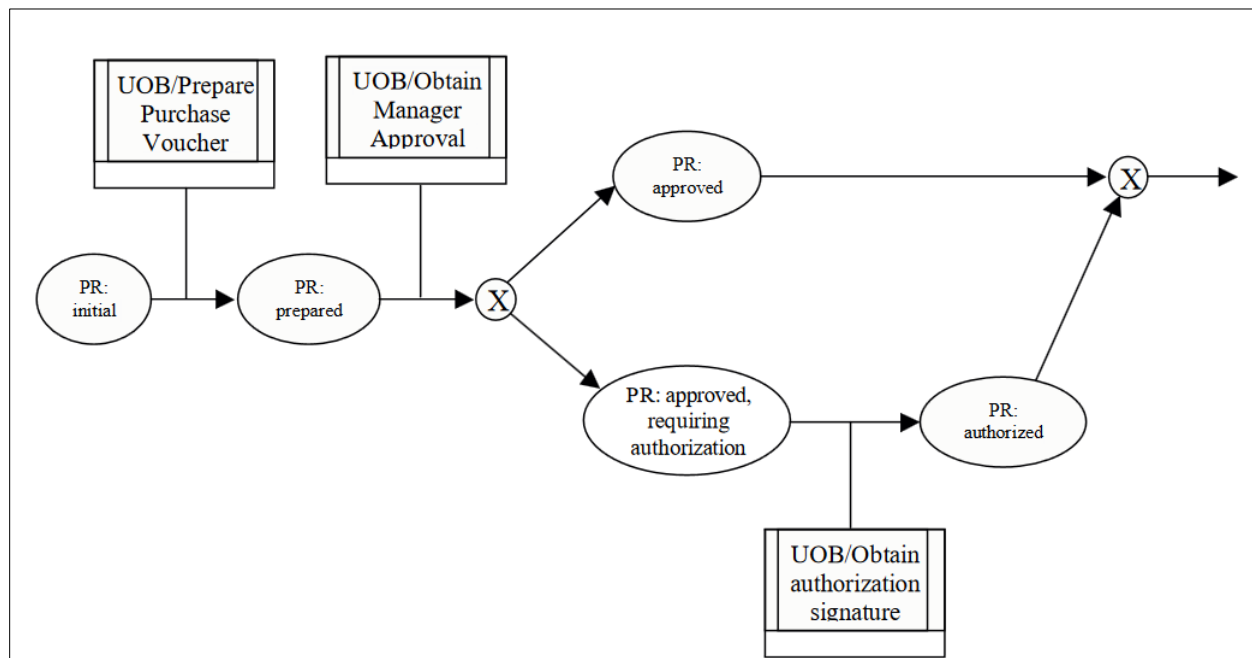 UOB/Prepare
Purchase
Voucher
UOB/Obtain
Manager
Approval
PR:
approved
X
PR:
initial
PR:
prepared
X
PR: approved,
requiring
authorization
PR:
authorized
UOB/Obtain
authorization
signature